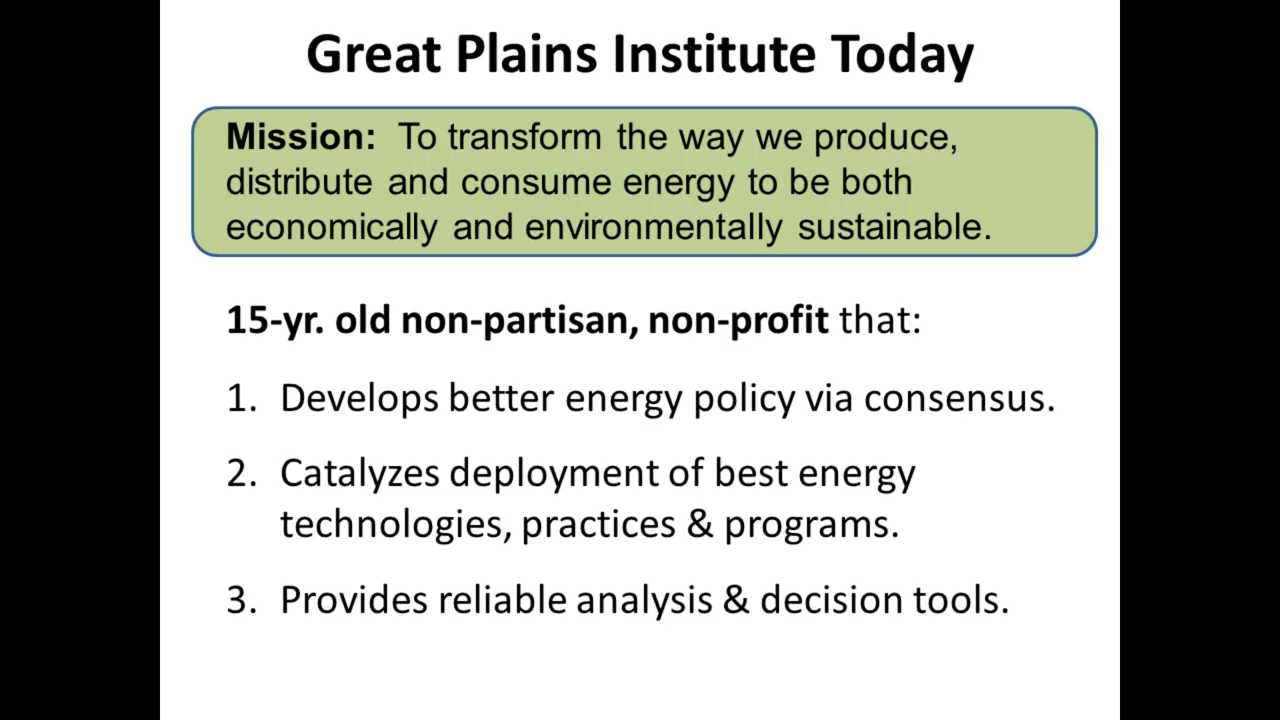 Great Plains Institute Today
Mission: To transform the way we produce,
distribute and consume energy to be both
economically and environmentally sustainable.
15-yr. old non-partisan, non-profit that:
1. Develops better energy policy via consensus.
2. Catalyzes deployment of best energy
technologies, practices & programs.
3. Provides reliable analysis & decision tools.